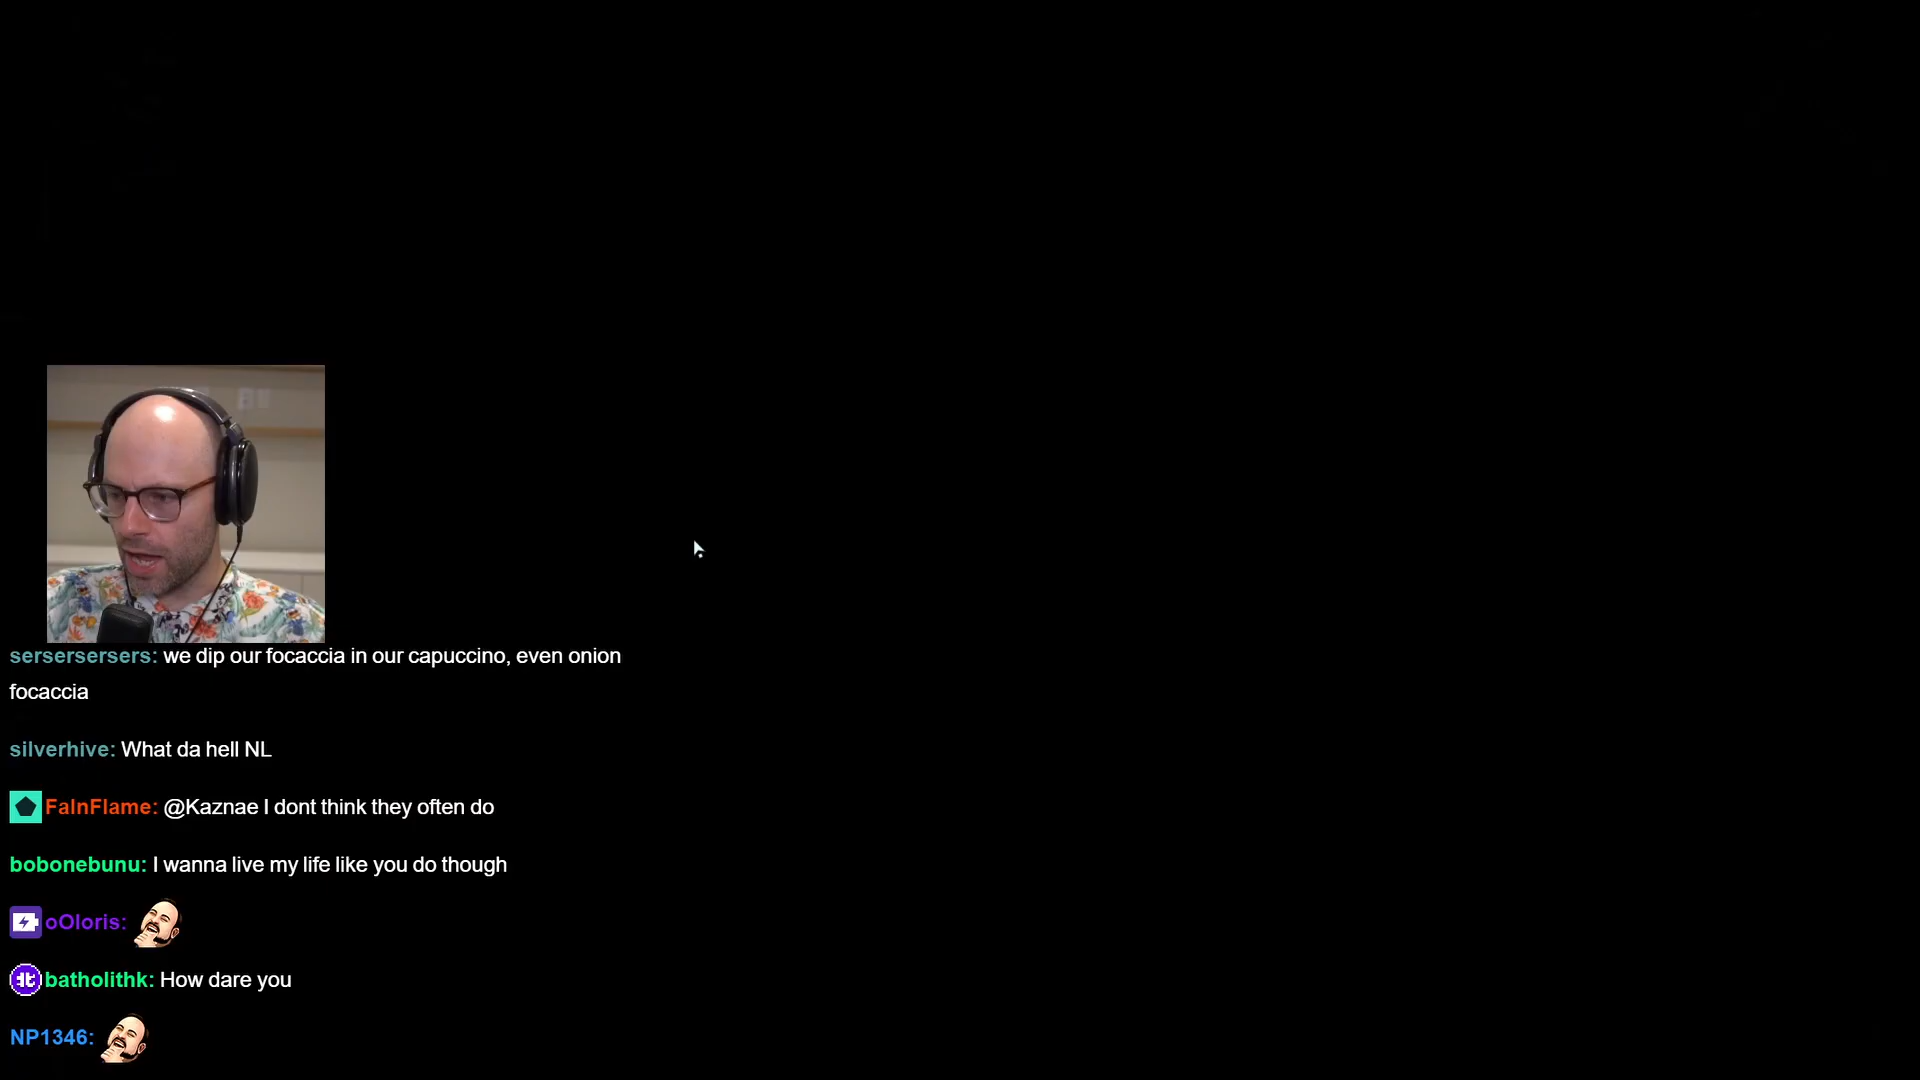 sersersersers: we dip our focaccia in our capuccino, even onion
focaccia
silverhive: What da hell NL
FalnFlame: @Kaznae I dont think they often do
bobonebunu: I wanna live my life like you do though
oOloris:
batholithk: How dare you
NP1346: